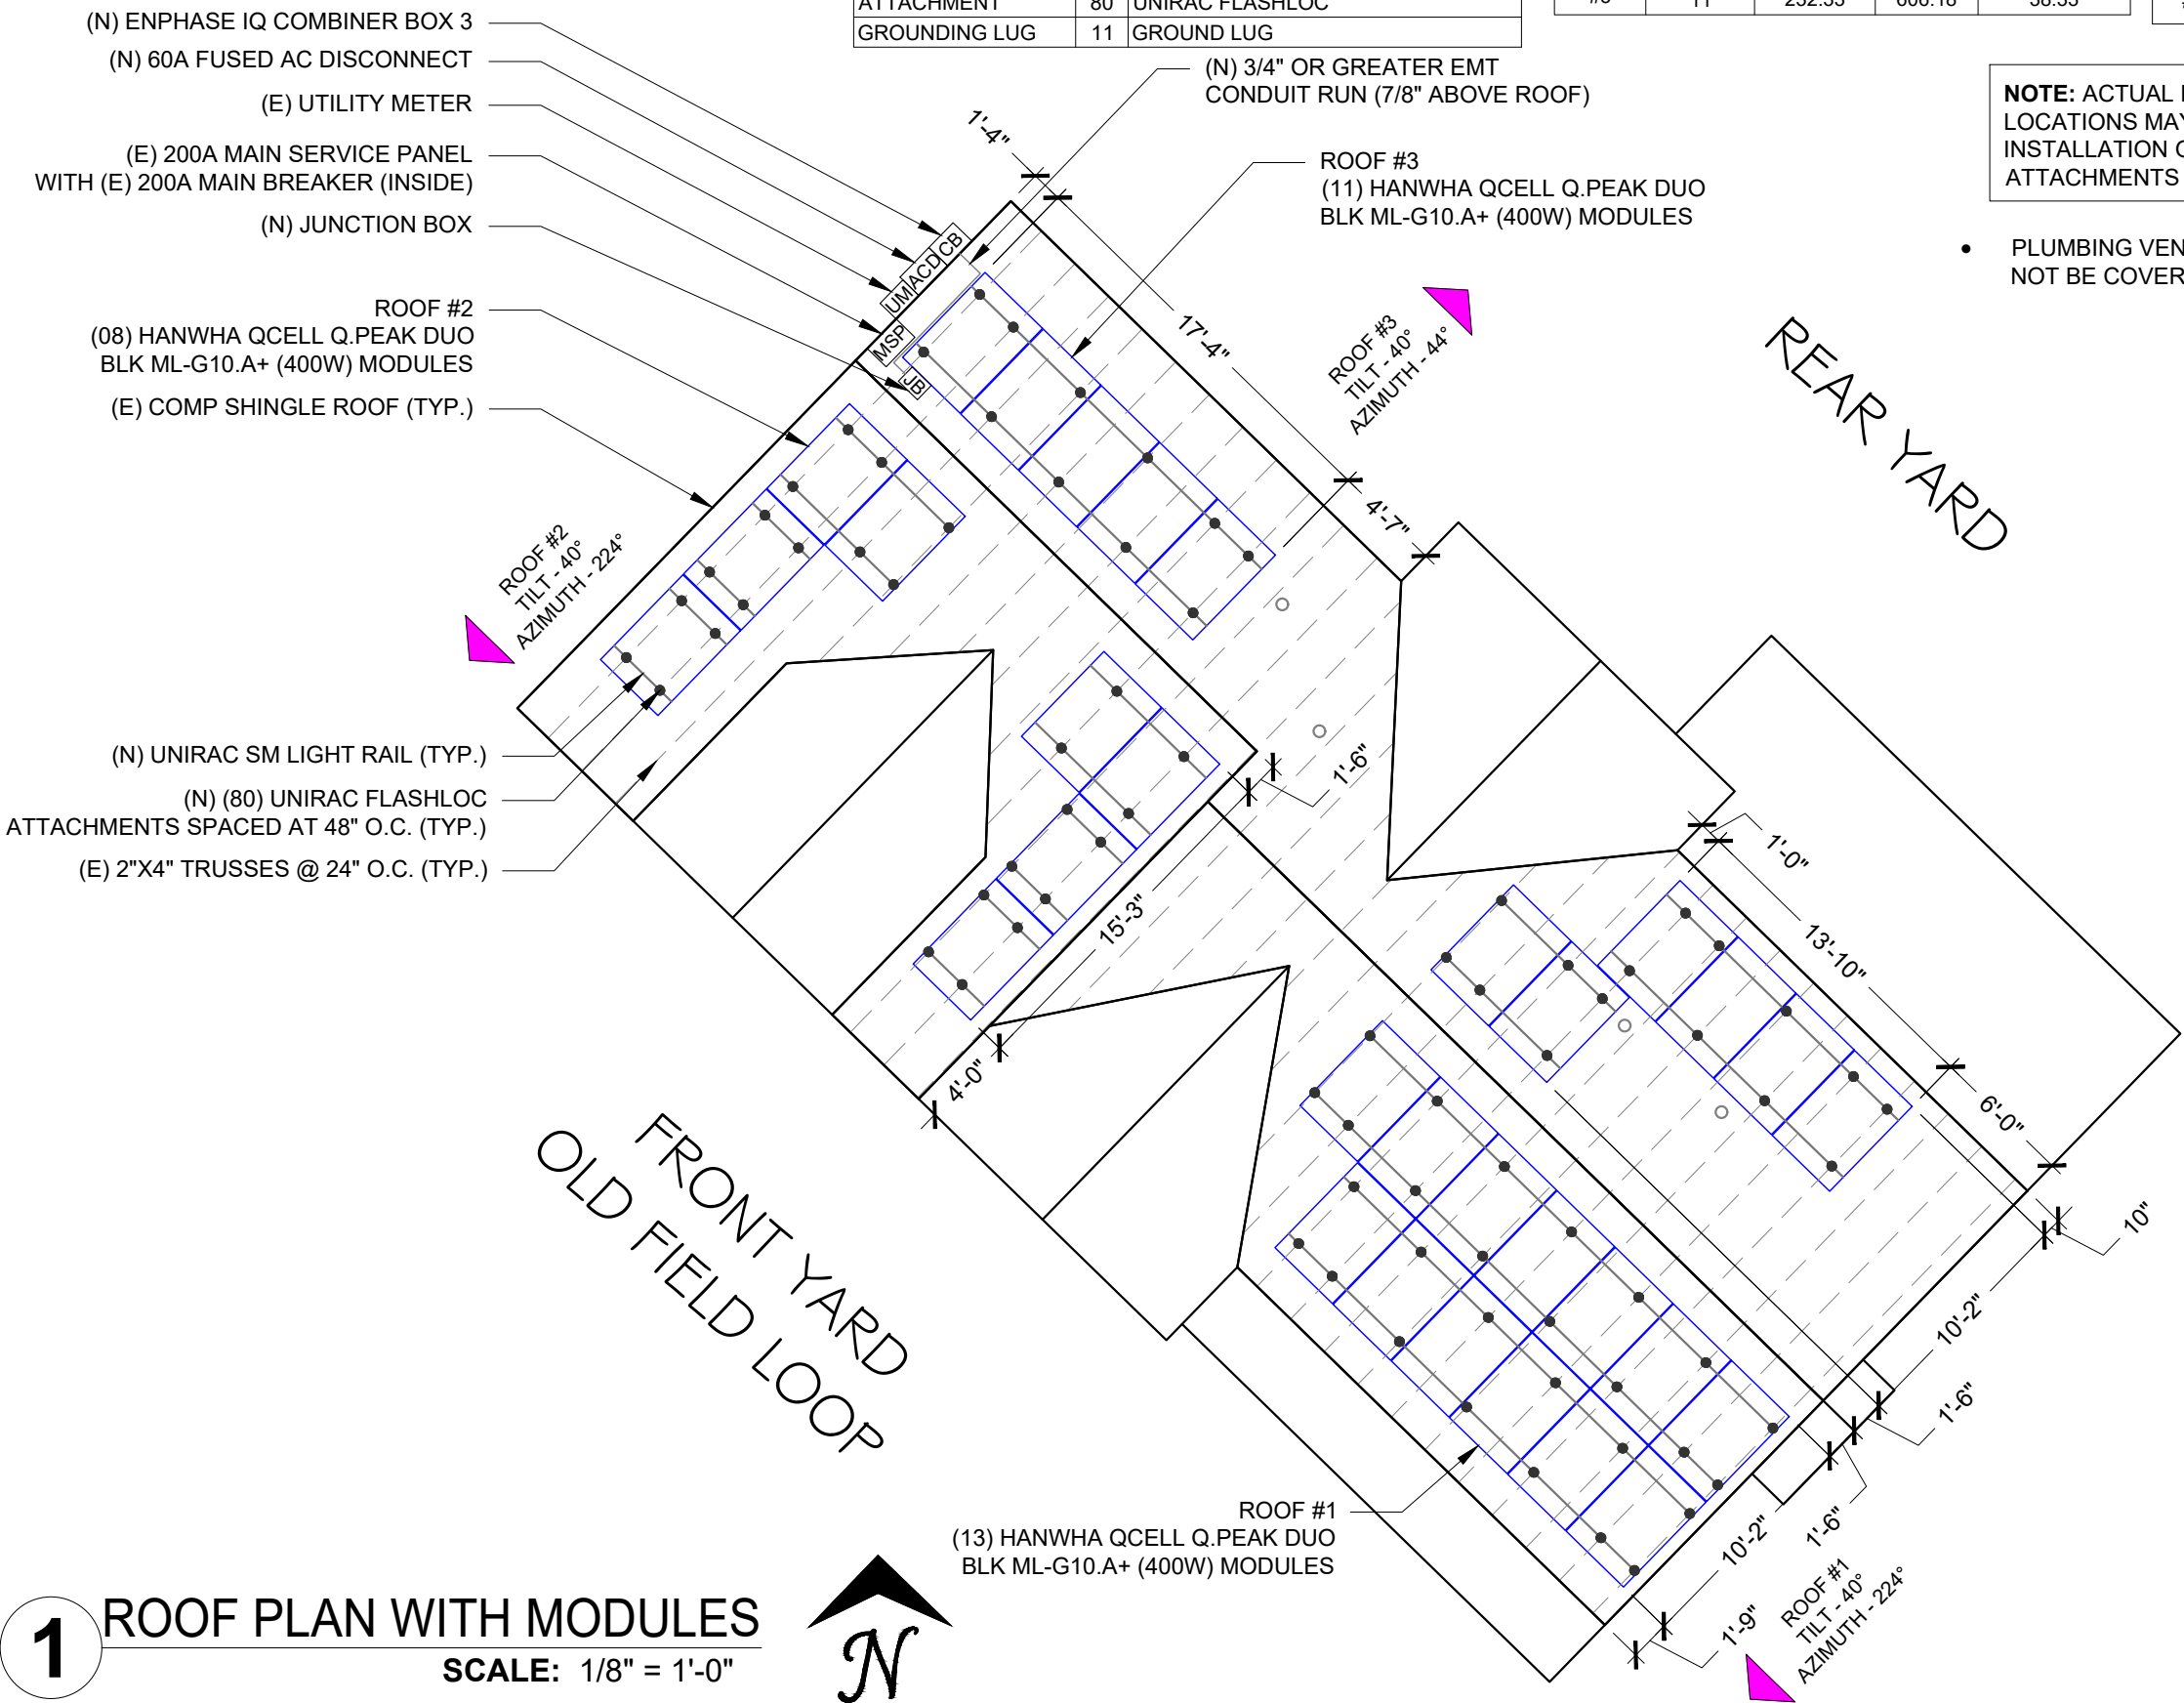 ATTACHMENT 80 UNIRAC FLASHLOC
GROUNDING LUG 11 GROUND LUG
#3 11 232.33 606.18 38.33
(N) ENPHASE IQ COMBINER BOX 3
(N) 60A FUSED AC DISCONNECT
(E) UTILITY METER
(E) 200A MAIN SERVICE PANEL
WITH (E) 200A MAIN BREAKER (INSIDE)
(N) JUNCTION BOX
ROOF #2
(08) HANWHA QCELL Q.PEAK DUO
BLK ML-G10.A+ (400W) MODULES
(E) COMP SHINGLE ROOF (TYP.)
(N) 3/4" OR GREATER EMT
CONDUIT RUN (7/8" ABOVE ROOF)
ROOF #3
(11) HANWHA QCELL Q.PEAK DUO
BLK ML-G10.A+ (400W) MODULES
NOTE: ACTUAL
LOCATIONS MAY
INSTALLATION
ATTACHMENTS
• PLUMBING VEN
NOT BE COVER
1'-4"
CB
ACD
UM
MSP
JB
17'-4"
4'-7"
ROOF #3
TILT - 40°
AZIMUTH - 44°
REAR YARD
ROOF #2
TILT - 40°
AZIMUTH - 224°
(N) UNIRAC SM LIGHT RAIL (TYP.)
(N) (80) UNIRAC FLASHLOC
ATTACHMENTS SPACED AT 48" O.C. (TYP.)
(E) 2"X4" TRUSSES @ 24" O.C. (TYP.)
1'-6"
15'-3"
4'-0"
1'-0"
13'-10"
6'-0"
10"
10'-2"
1'-6"
1'-6"
10'-2"
1'-9"
FRONT YARD
OLD FIELD LOOP
ROOF #1
(13) HANWHA QCELL Q.PEAK DUO
BLK ML-G10.A+ (400W) MODULES
ROOF #1
TILT - 40°
AZIMUTH - 224°
1 ROOF PLAN WITH MODULES
SCALE: 1/8" = 1'-0"
N